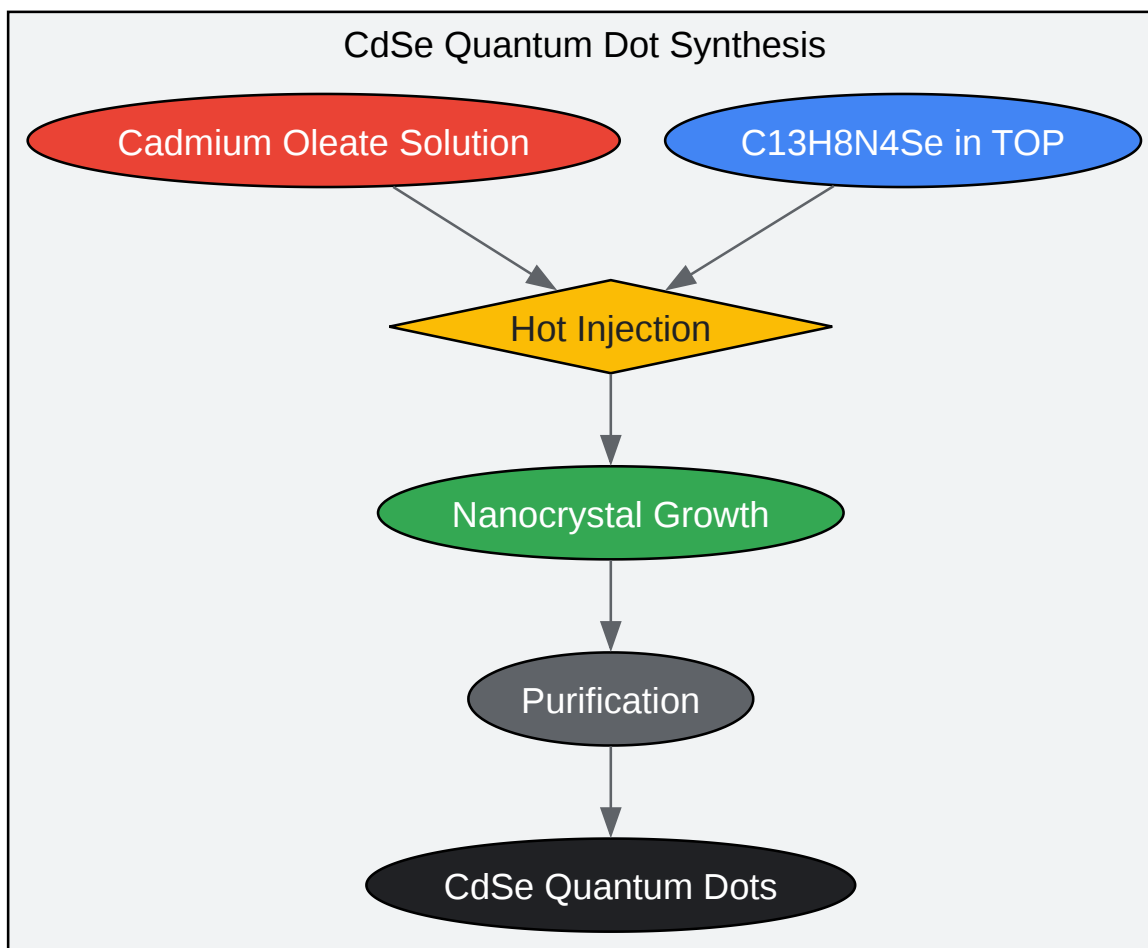 CdSe Quantum Dot Synthesis
Cadmium Oleate Solution
C13H8N4Se in TOP
Hot Injection
Nanocrystal Growth
Purification
CdSe Quantum Dots